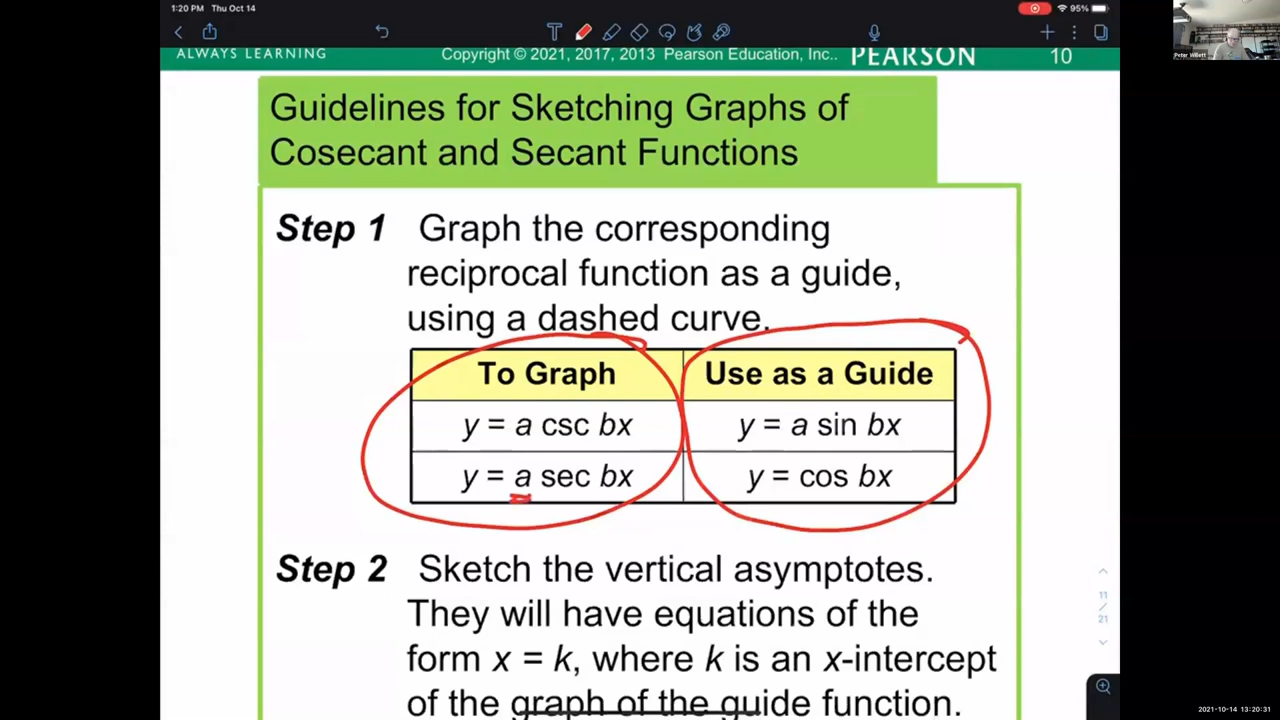 1:20 PM Thu Oct 14
95%
ALWAYS LEARNING
Copyright © 2021, 2017, 2013 Pearson Education, Inc..
PEARSON
10
Peter Willett
Guidelines for Sketching Graphs of
Cosecant and Secant Functions
Step 1 Graph the corresponding
reciprocal function as a guide,
using a dashed curve.
To Graph Use as a Guide
y = a csc bx y = a sin bx
y = a sec bx y = cos bx
Step 2 Sketch the vertical asymptotes.
They will have equations of the
form x = k, where k is an x-intercept
of the graph of the guide function.
11
/
21
2021-10-14 13:20:31